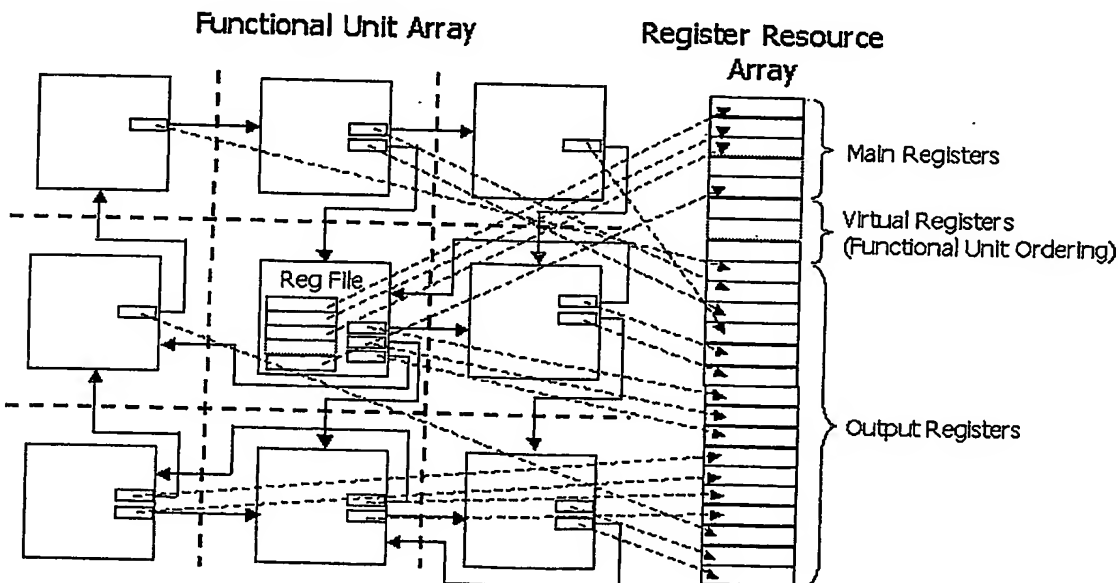 Functional Unit Array
Register Resource
Array
Main Registers
Virtual Registers
(Functional Unit Ordering)
Reg File
Output Registers